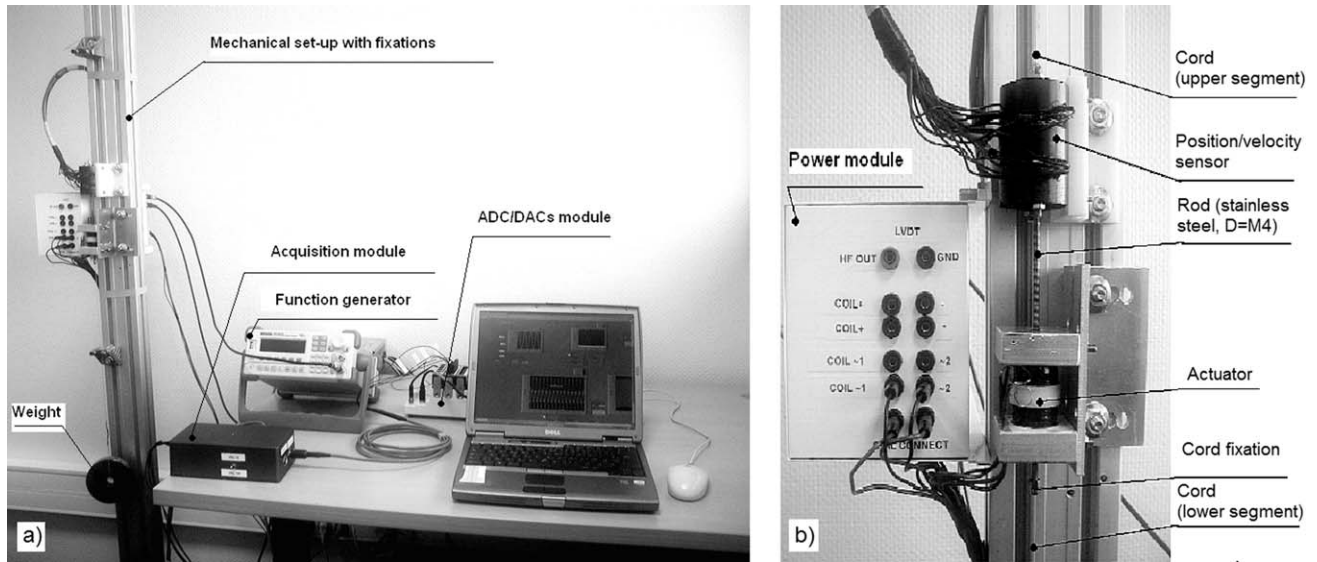 Mechanical set-up with fixations
ADC/DACs module
Acquisition module
Function generator
Weight
DELL
a)
Cord
(upper segment)
Position/velocity
sensor
Power module
Rod (stainless
steel, D=M4)
LVDT
HF OUT
GND
COIL+
-
COIL+
-
COIL ~1
~2
COIL ~1
~2
CONNECT
Actuator
Cord fixation
Cord
(lower segment)
b)